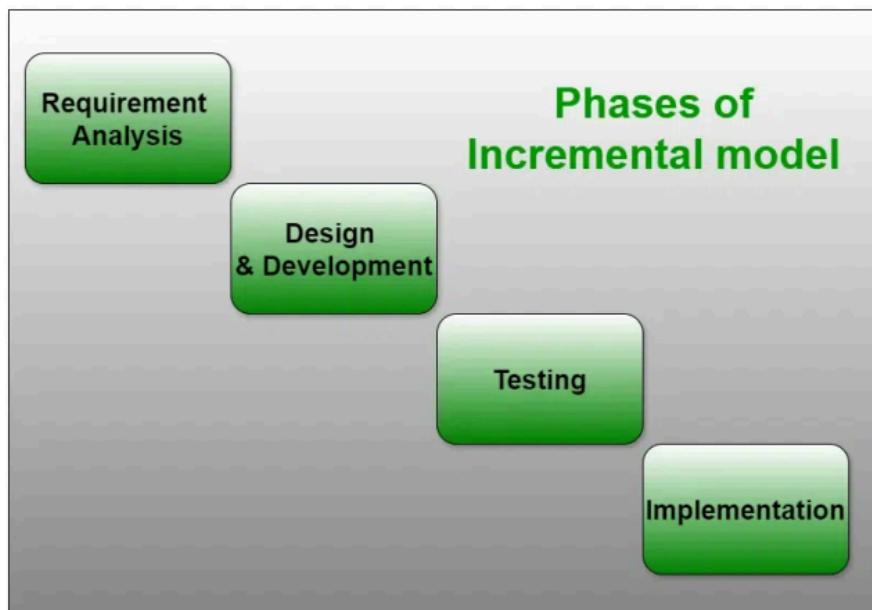 Requirement
Analysis
Phases of
Incremental model
Design
& Development
Testing
Implementation